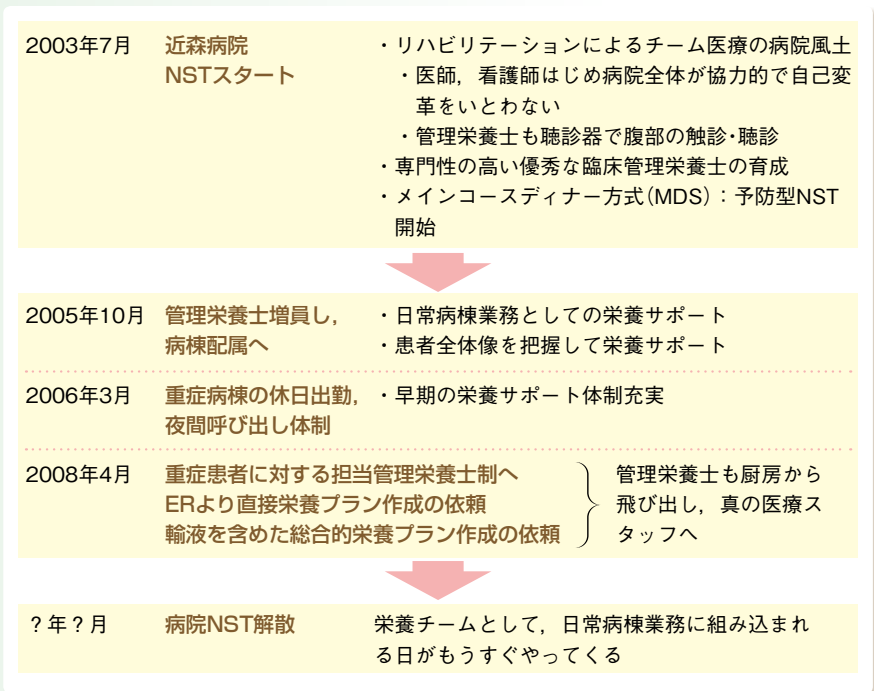 2003年7月 近森病院 ・リハビリテーションによるチーム医療の病院風土
NSTスタート ・医師，看護師はじめ病院全体が協力的で自己変
革をいとわない
・管理栄養士も聴診器で腹部の触診･聴診
・専門性の高い優秀な臨床管理栄養士の育成
・メインコースディナー方式(MDS)：予防型NST
開始
2005年10月 管理栄養士増員し， ・日常病棟業務としての栄養サポート
病棟配属へ ・患者全体像を把握して栄養サポート
2006年3月 重症病棟の休日出勤， ・早期の栄養サポート体制充実
夜間呼び出し体制
2008年4月 重症患者に対する担当管理栄養士制へ 管理栄養士も厨房から
ERより直接栄養プラン作成の依頼 飛び出し，真の医療ス
輸液を含めた総合的栄養プラン作成の依頼 タッフへ
？年？月 病院NST解散 栄養チームとして，日常病棟業務に組み込まれ
る日がもうすぐやってくる